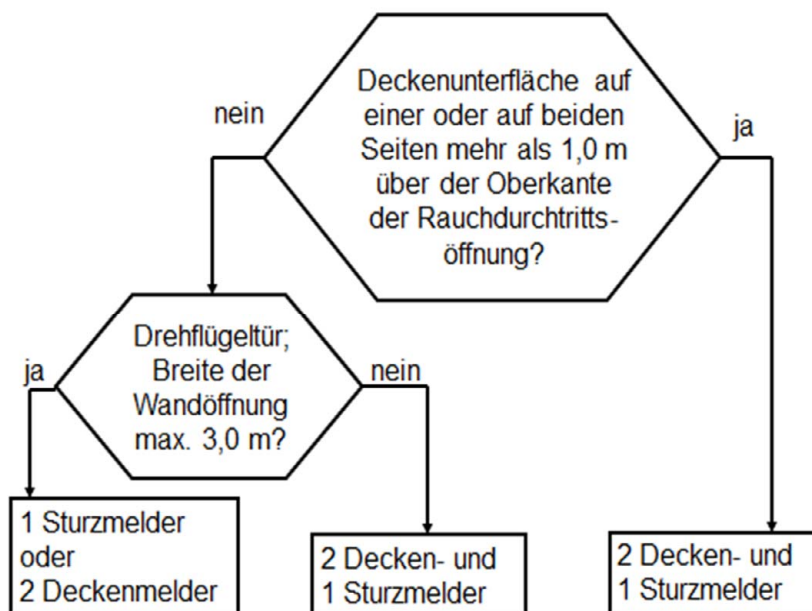 Deckenunterfläche auf
einer oder auf beiden
Seiten mehr als 1,0 m
über der Oberkante
der Rauchdurchtritts-
öffnung?
nein
ja
Drehflügeltür;
Breite der
Wandöffnung
max. 3,0 m?
ja
nein
1 Sturzmelder
oder
2 Deckenmelder
2 Decken- und
1 Sturzmelder
2 Decken- und
1 Sturzmelder